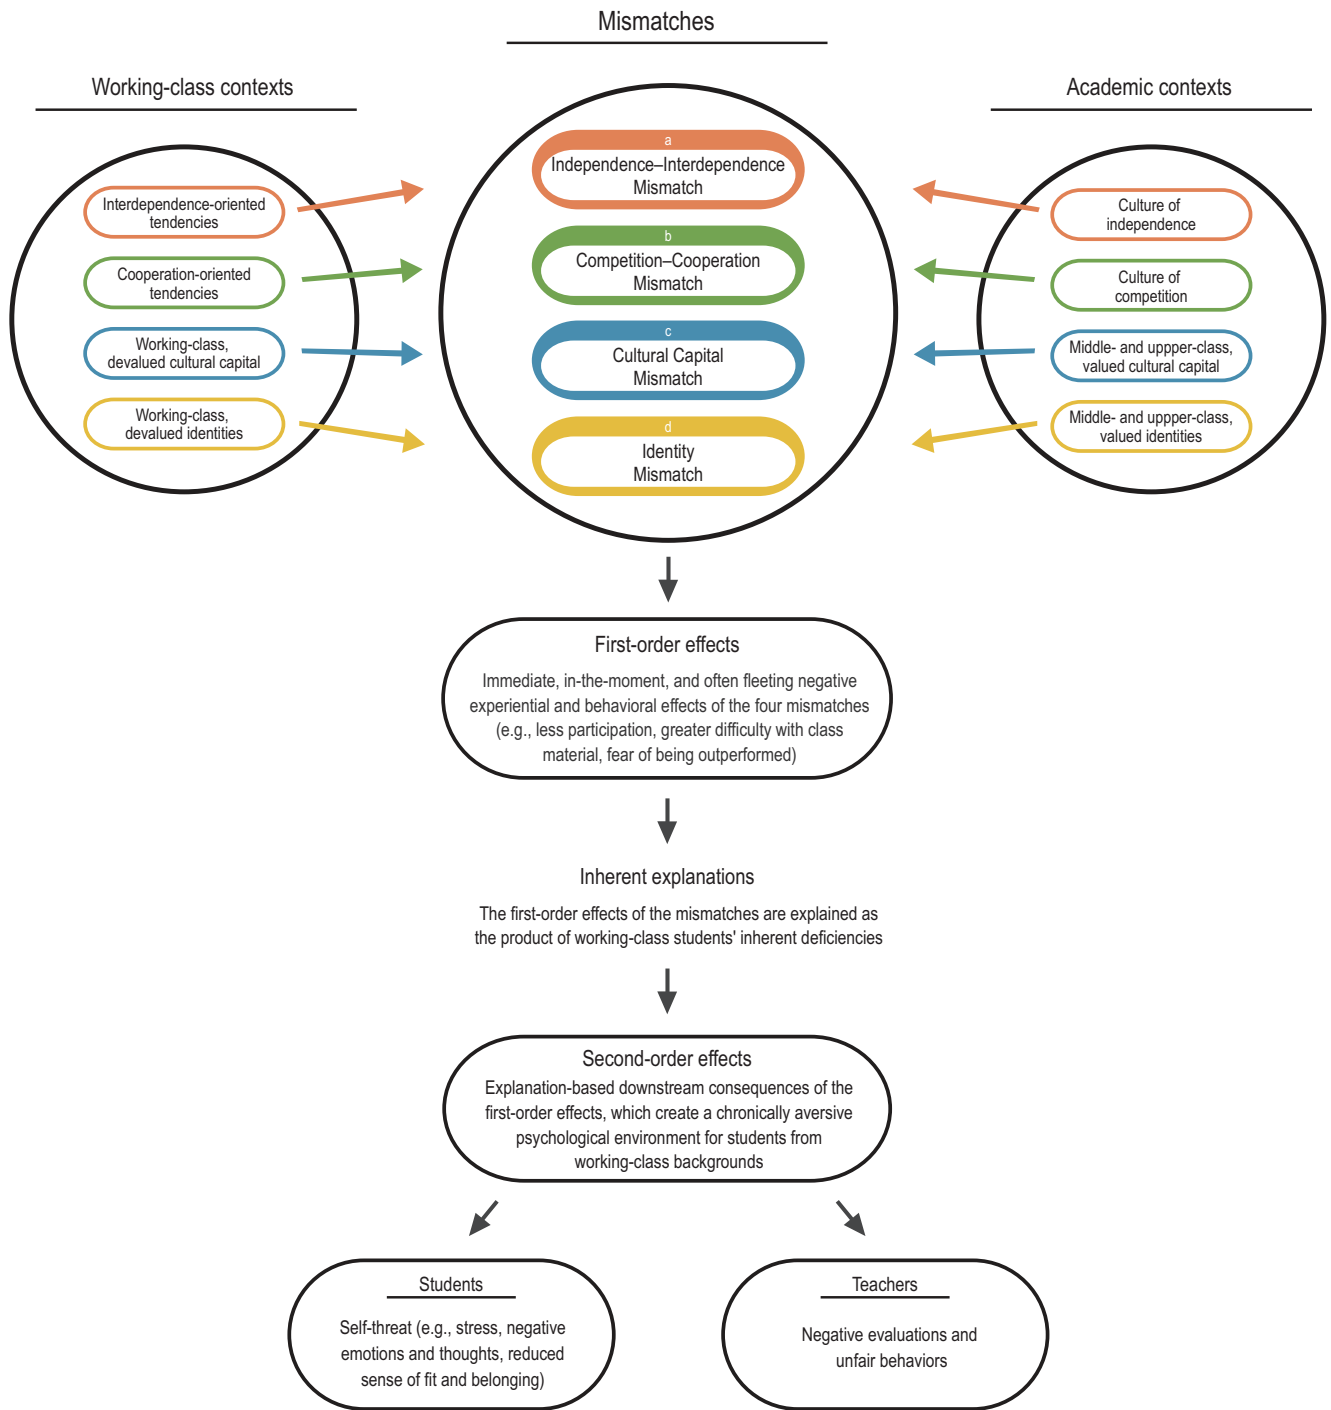 Mismatches
Working-class contexts
Interdependence-oriented
tendencies
Cooperation-oriented
tendencies
Working-class,
devalued cultural capital
Working-class,
devalued identities
a
Independence–Interdependence
Mismatch
b
Competition–Cooperation
Mismatch
c
Cultural Capital
Mismatch
d
Identity
Mismatch
Academic contexts
Culture of
independence
Culture of
competition
Middle- and uppper-class,
valued cultural capital
Middle- and uppper-class,
valued identities
First-order effects
Immediate, in-the-moment, and often fleeting negative
experiential and behavioral effects of the four mismatches
(e.g., less participation, greater difficulty with class
material, fear of being outperformed)
Inherent explanations
The first-order effects of the mismatches are explained as
the product of working-class students' inherent deficiencies
Second-order effects
Explanation-based downstream consequences of the
first-order effects, which create a chronically aversive
psychological environment for students from
working-class backgrounds
Students
Self-threat (e.g., stress, negative
emotions and thoughts, reduced
sense of fit and belonging)
Teachers
Negative evaluations and
unfair behaviors